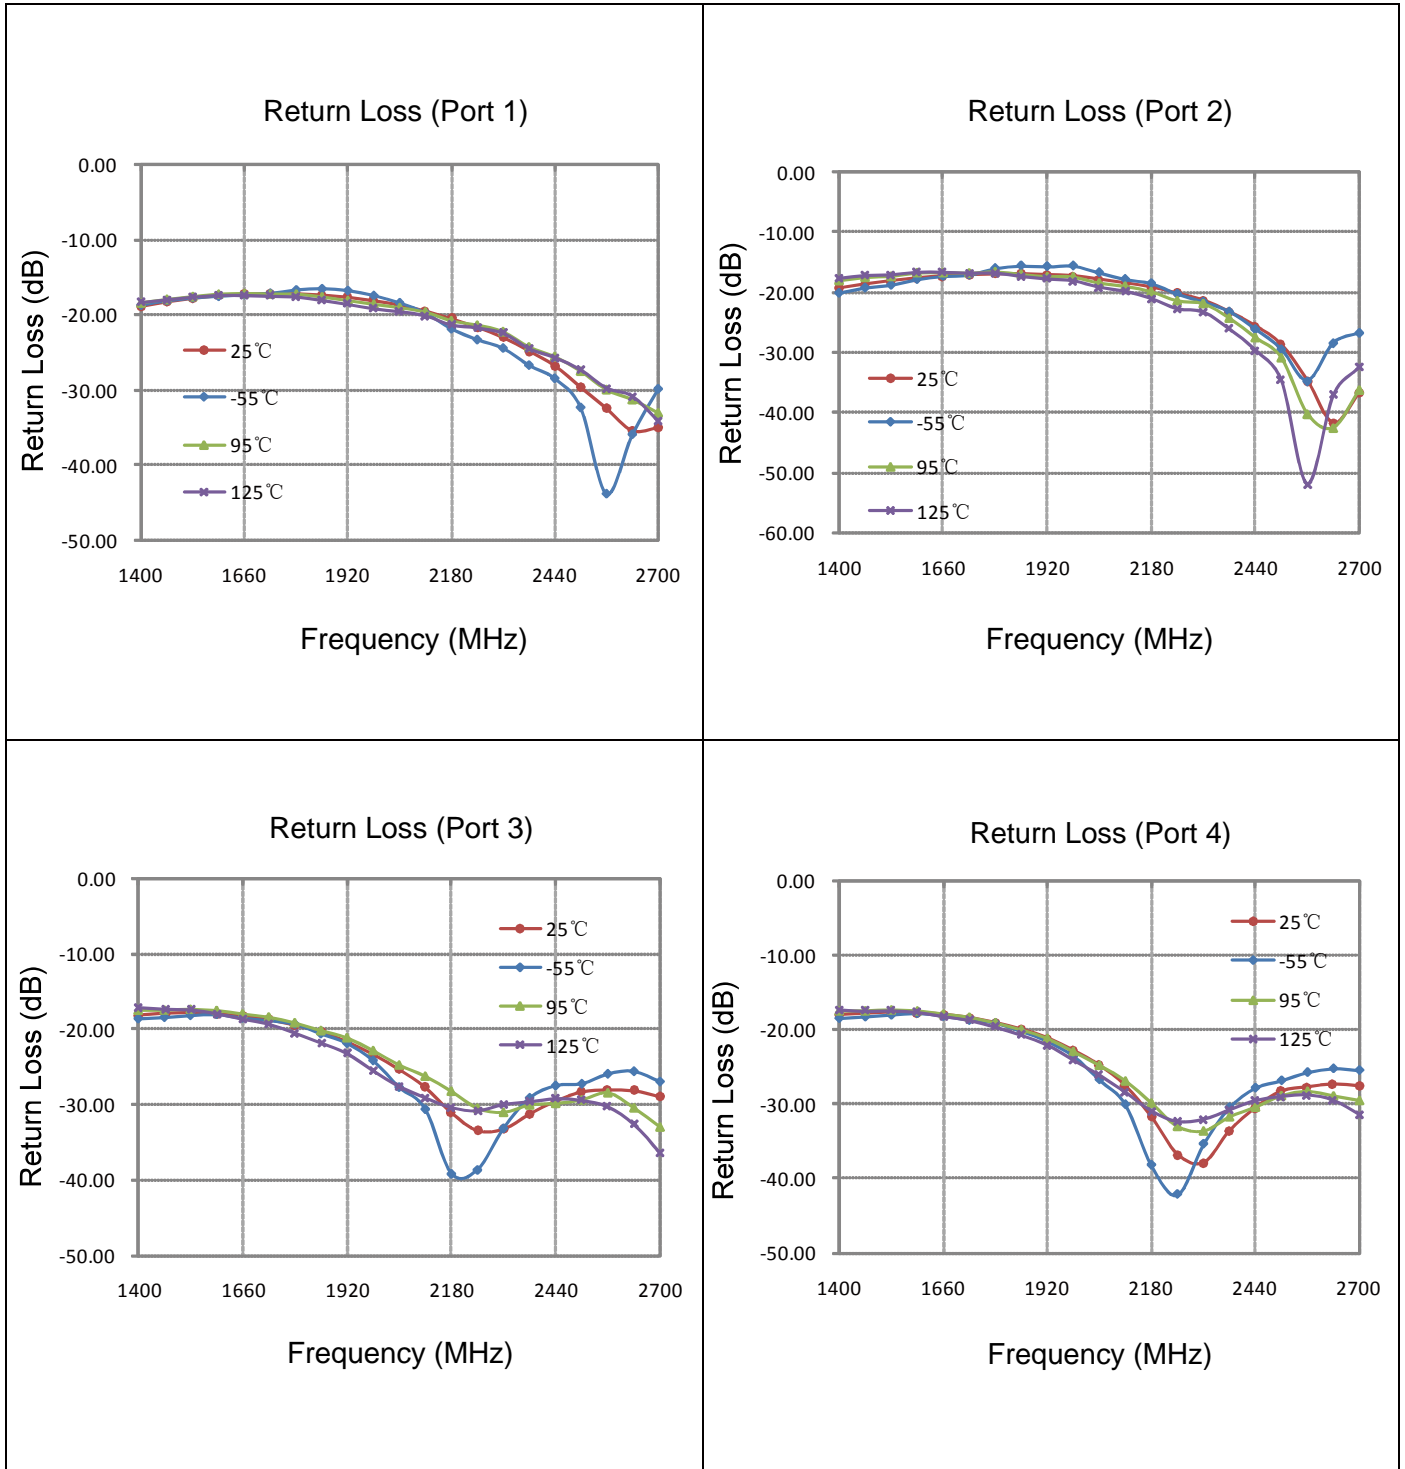 Return Loss (Port 1)
Return Loss (dB)
0.00
-10.00
-20.00
-30.00
-40.00
-50.00
25℃
-55℃
95℃
125℃
1400 1660 1920 2180 2440 2700
Frequency (MHz)
Return Loss (Port 2)
Return Loss (dB)
0.00
-10.00
-20.00
-30.00
-40.00
-50.00
-60.00
25℃
-55℃
95℃
125℃
1400 1660 1920 2180 2440 2700
Frequency (MHz)
Return Loss (Port 3)
Return Loss (dB)
0.00
-10.00
-20.00
-30.00
-40.00
-50.00
25℃
-55℃
95℃
125℃
1400 1660 1920 2180 2440 2700
Frequency (MHz)
Return Loss (Port 4)
Return Loss (dB)
0.00
-10.00
-20.00
-30.00
-40.00
-50.00
25℃
-55℃
95℃
125℃
1400 1660 1920 2180 2440 2700
Frequency (MHz)